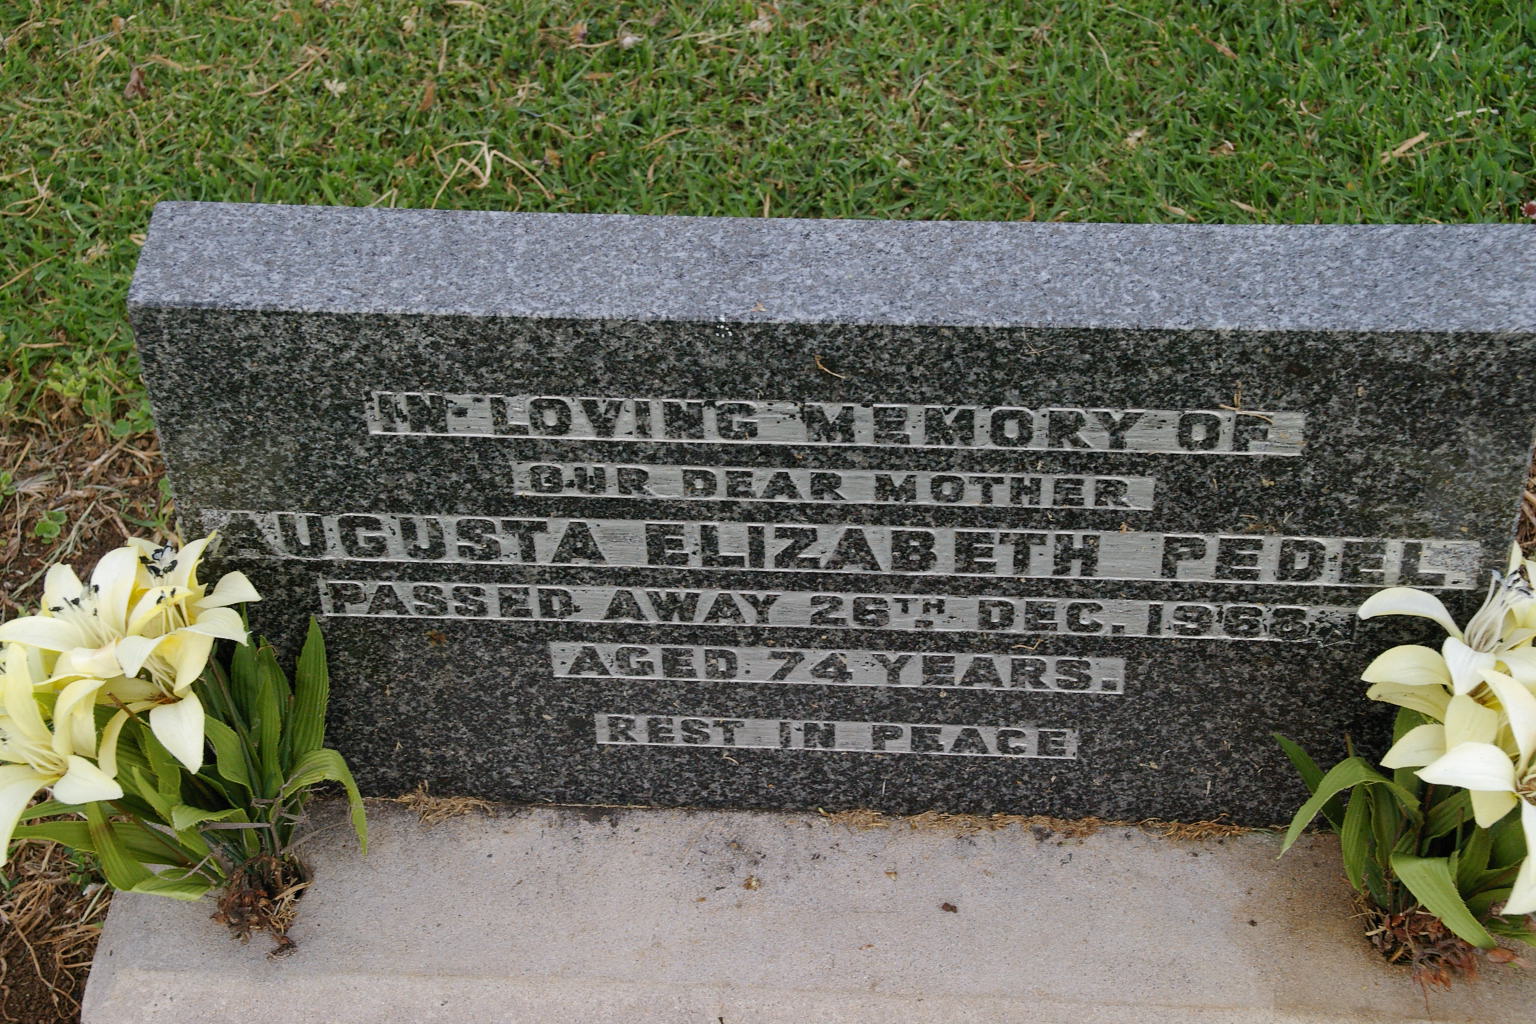 IN LOVING MEMORY OF
OUR DEAR MOTHER
AUGUSTA ELIZABETH PEDEL
PASSED AWAY 26TH DEC. 1968.
AGED 74 YEARS.
REST IN PEACE